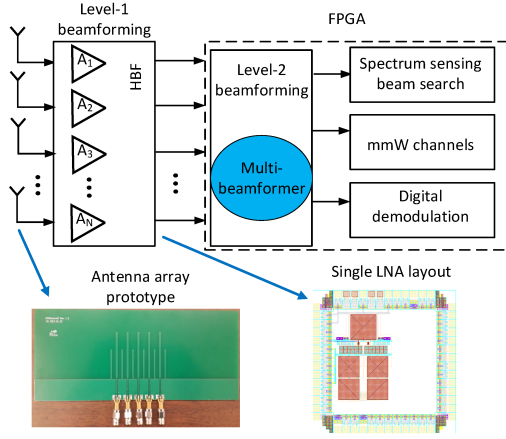 Level-1
beamforming
FPGA
A1
A2
A3
AN
HBF
Level-2
beamforming
Multi-
beamformer
Spectrum sensing
beam search
mmW channels
Digital
demodulation
Antenna array
prototype
Single LNA layout